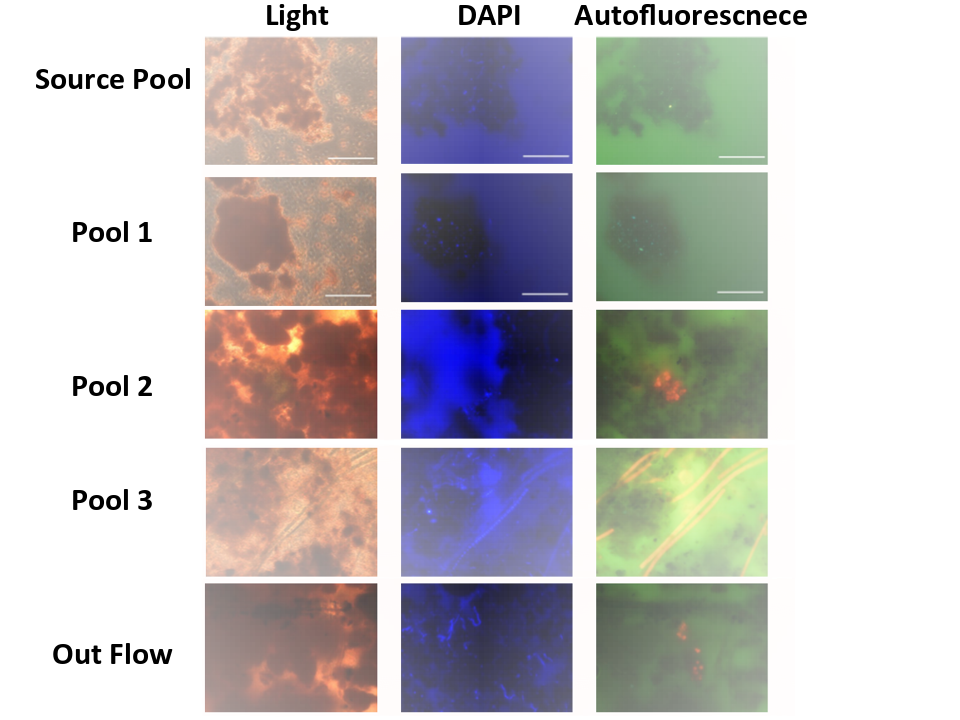 Light DAPI Autofluorescnece
Source Pool
Pool 1
Pool 2
Pool 3
Out Flow